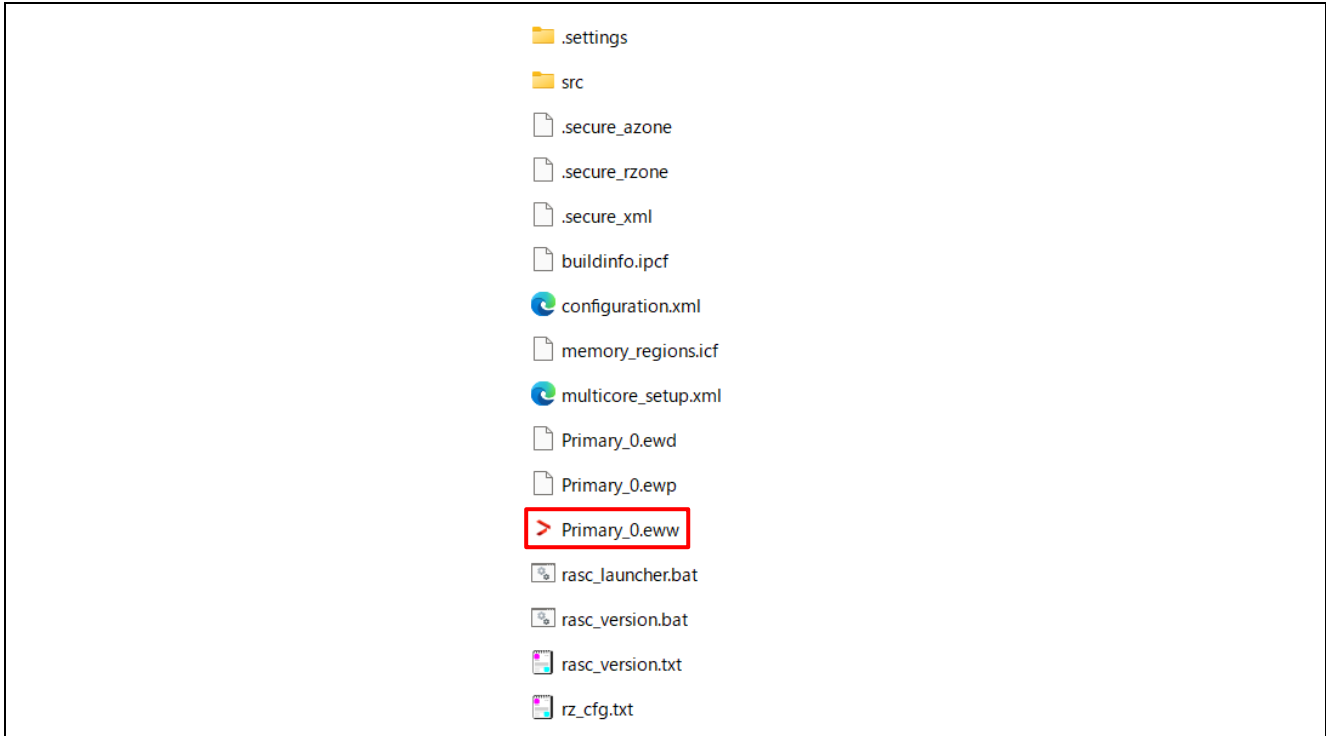 .settings
src
.secure_azone
.secure_rzone
.secure_xml
buildinfo.ipcf
configuration.xml
memory_regions.icf
multicore_setup.xml
Primary_0.ewd
Primary_0.ewp
Primary_0.eww
rasc_launcher.bat
rasc_version.bat
rasc_version.txt
rz_cfg.txt